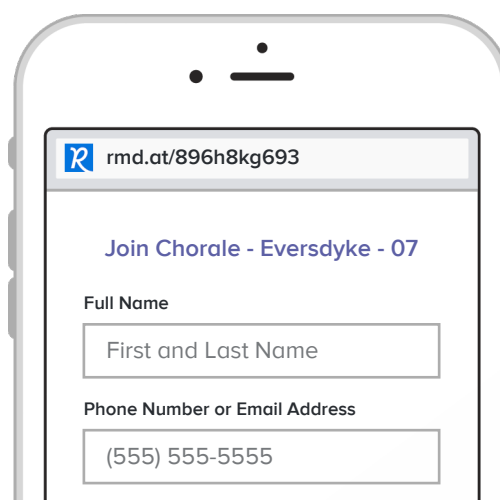 rmd.at/896h8kg693
Join Chorale - Eversdyke - 07
Full Name
First and Last Name
Phone Number or Email Address
(555) 555-5555